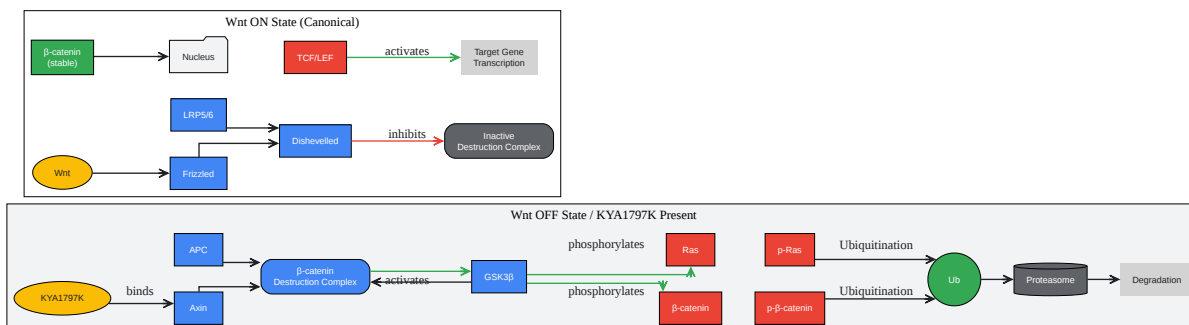 Wnt ON State (Canonical)
β-catenin
(stable)
Nucleus
TCF/LEF
activates
Target Gene
Transcription
LRP5/6
Dishevelled
inhibits
Inactive
Destruction Complex
Wnt
Frizzled
Wnt OFF State / KYA1797K Present
APC
β-catenin
Destruction Complex
activates
GSK3β
phosphorylates
phosphorylates
Ras
β-catenin
KYA1797K
binds
Axin
p-Ras
Ubiquitination
p-β-catenin
Ubiquitination
Ub
Proteasome
Degradation